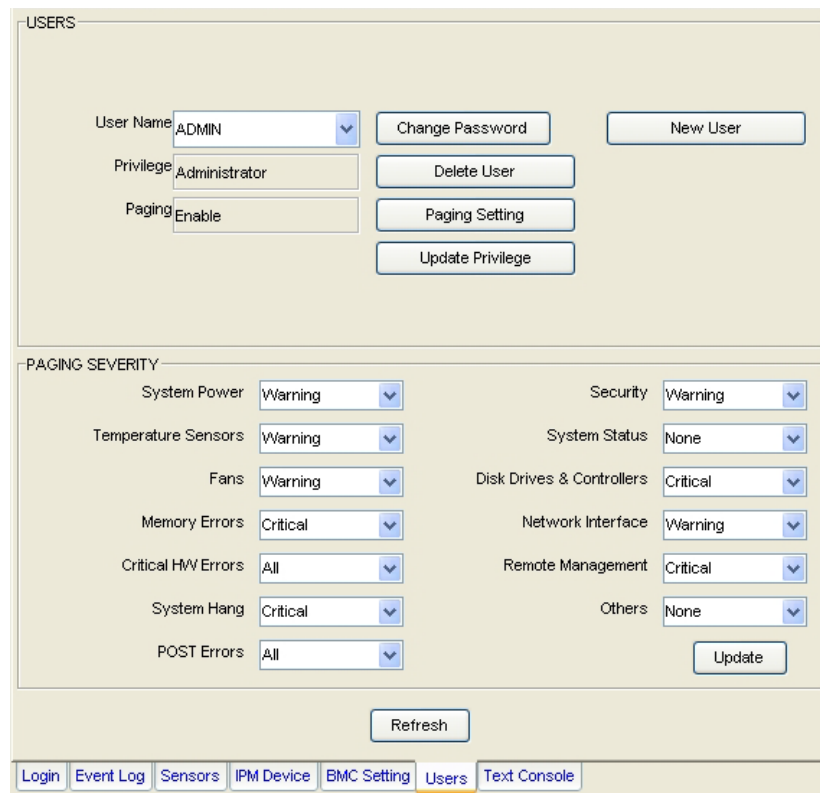 USERS
User Name ADMIN Change Password New User
Privilege Administrator Delete User
Paging Enable Paging Setting
Update Privilege
PAGING SEVERITY
System Power Warning Security Warning
Temperature Sensors Warning System Status None
Fans Warning Disk Drives & Controllers Critical
Memory Errors Critical Network Interface Warning
Critical HW Errors All Remote Management Critical
System Hang Critical Others None
POST Errors All Update
Refresh
Login Event Log Sensors IPM Device BMC Setting Users Text Console